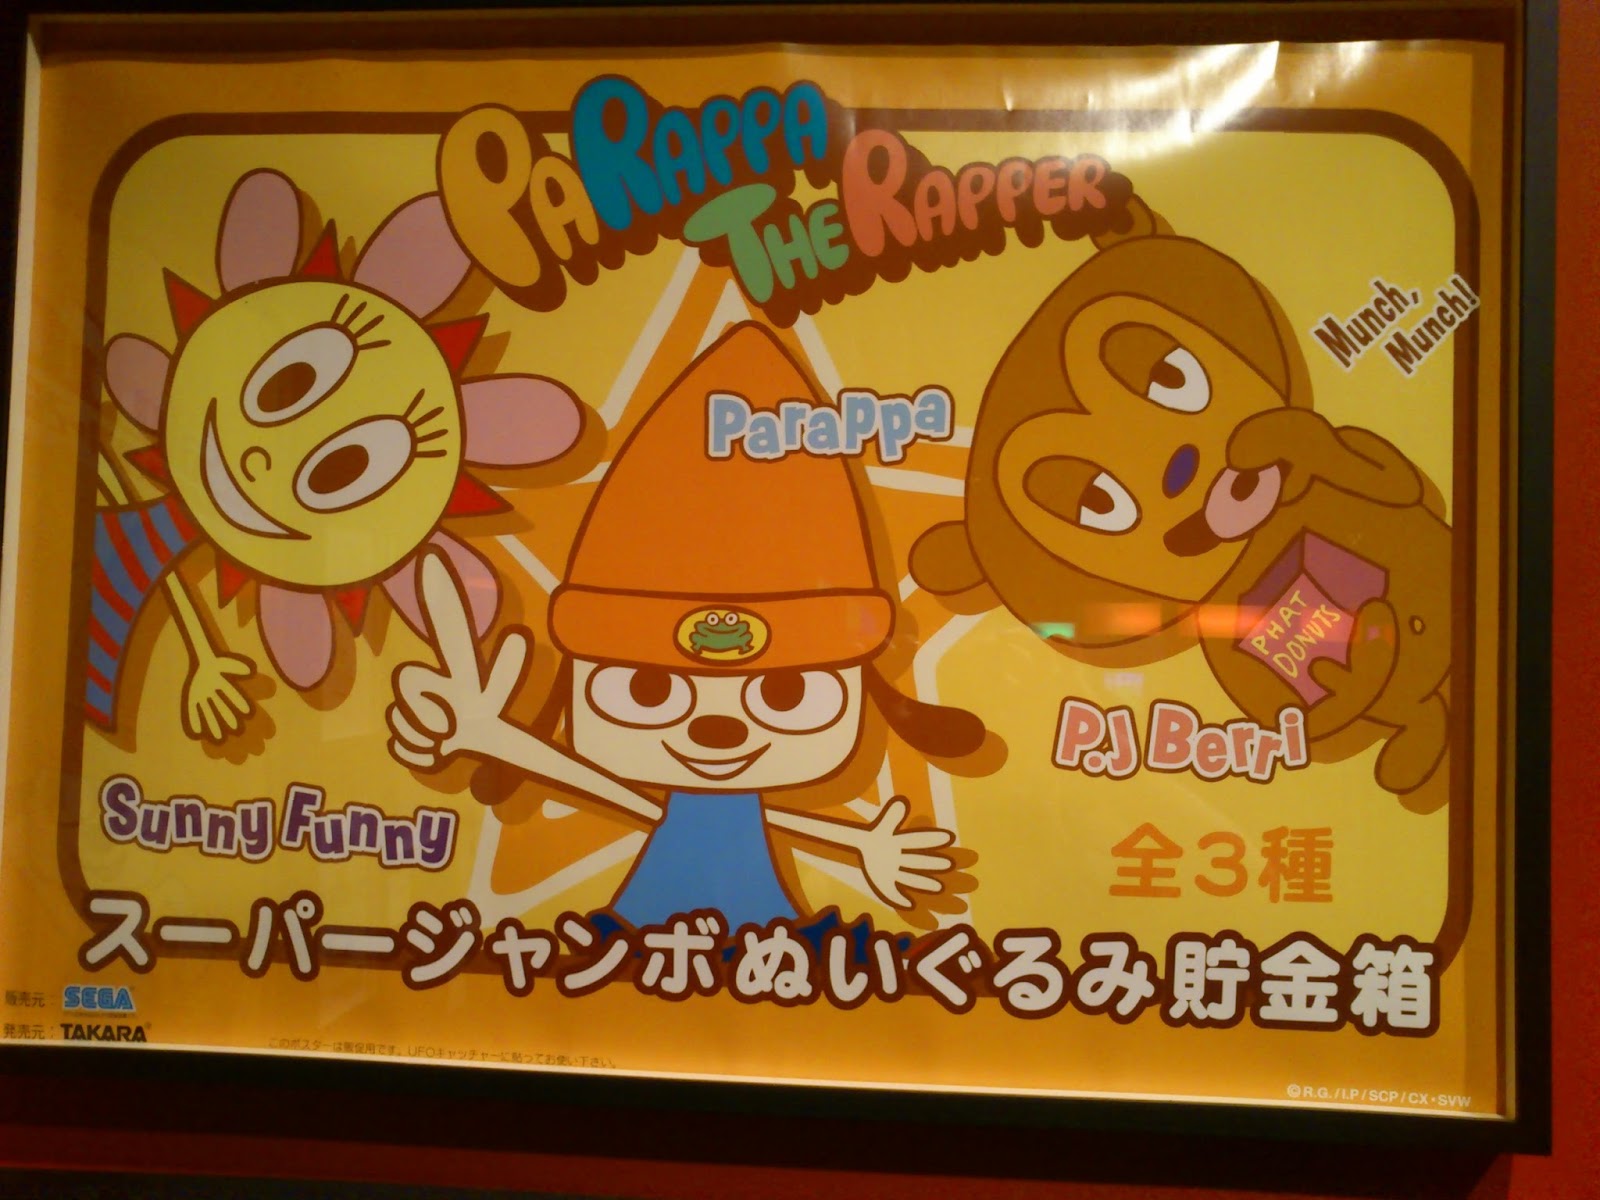 PARAPPA
THE RAPPER
Munch,
Munch!
Parappa
PHAT
DONUTS
P.J Berri
Sunny Funny
全3種
スーパージャンボぬいぐるみ貯金箱
販売元：SEGA
発売元：TAKARA
このポスターは販促用です。UFOキャッチャーに貼ってお使い下さい。
©R.G./I.P/SCP/CX・SVW